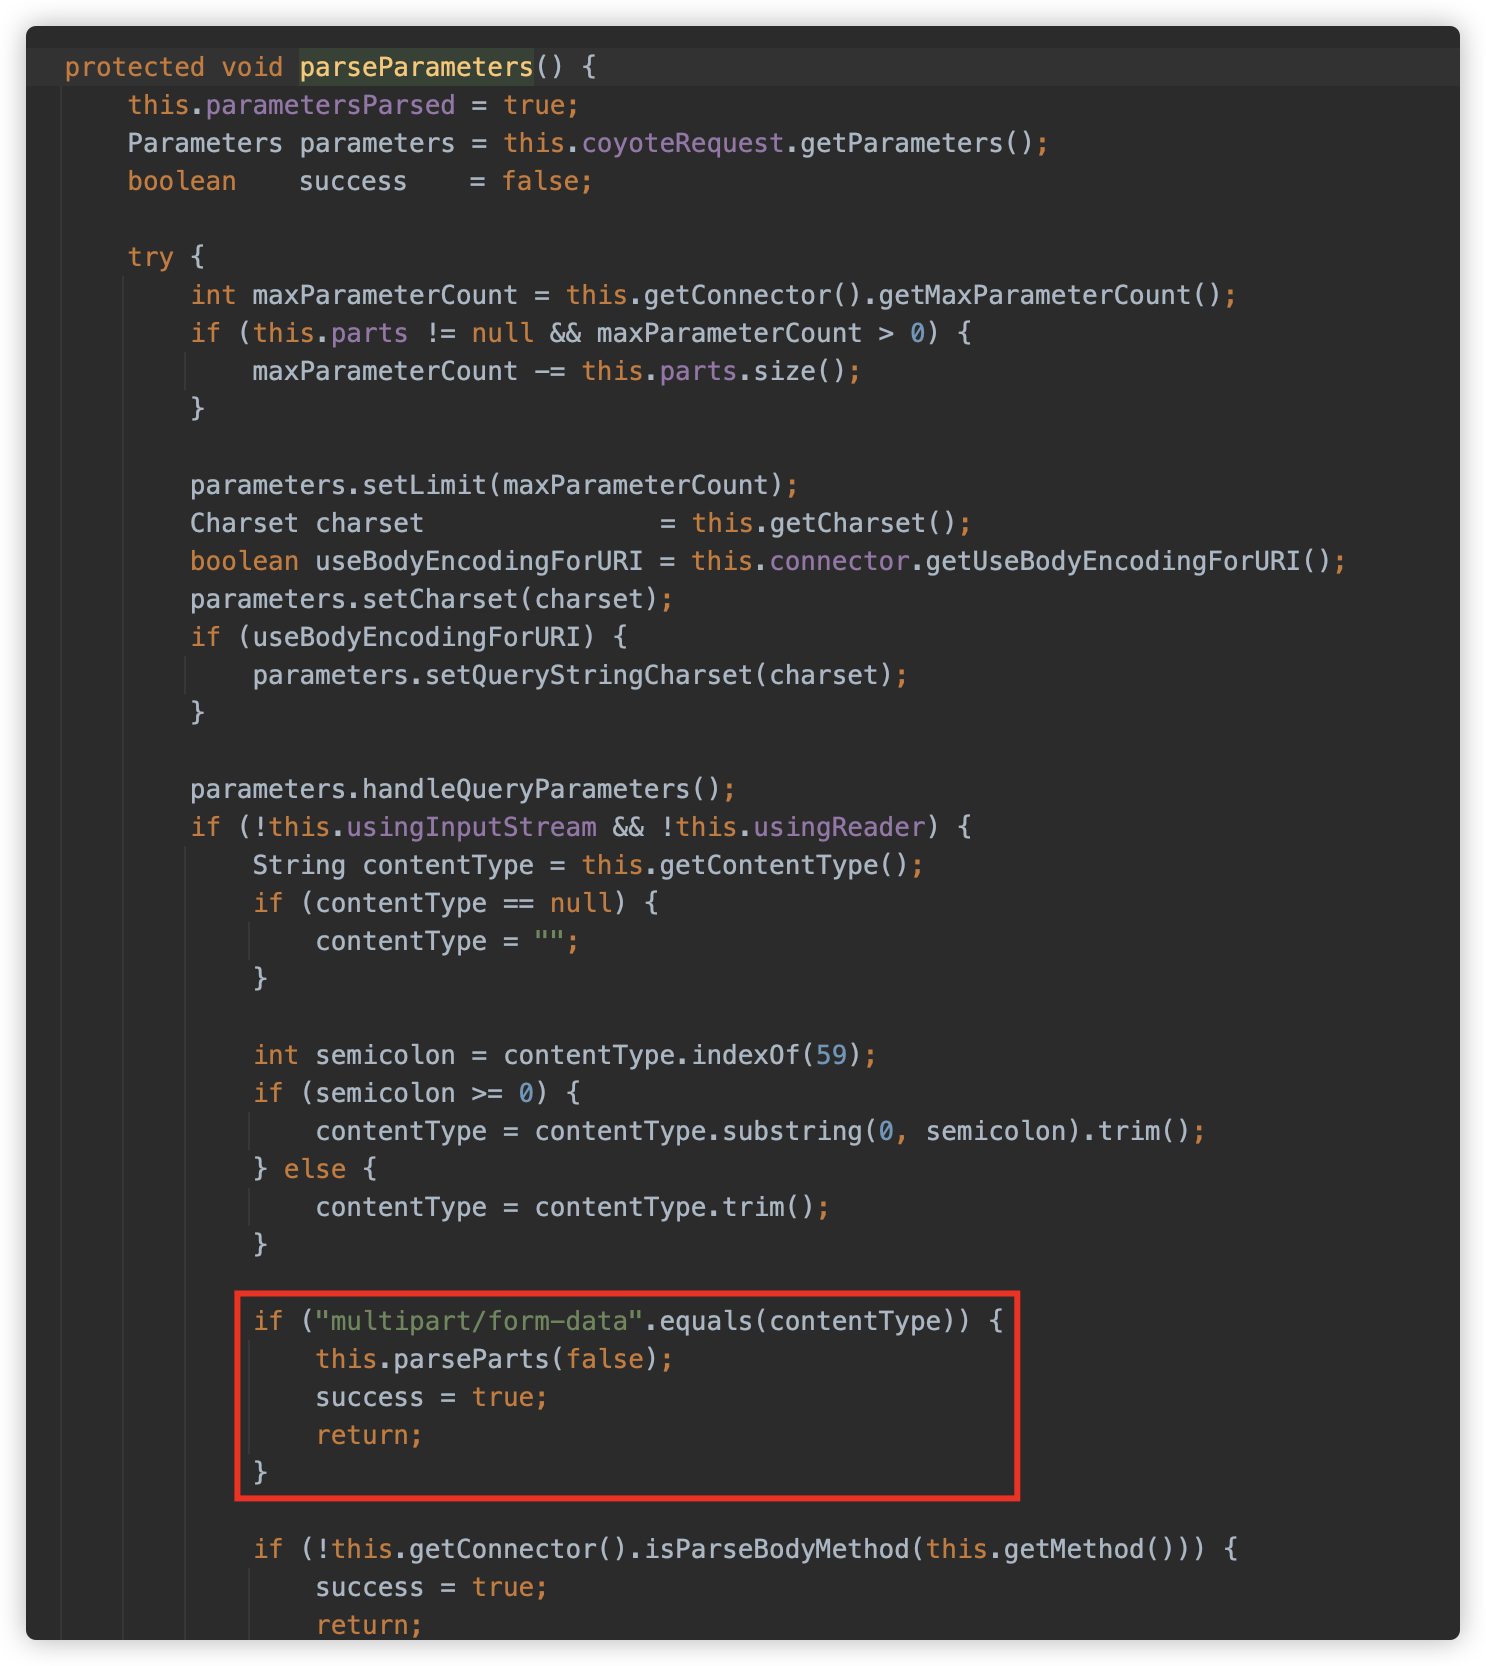 protected void parseParameters() {
    this.parametersParsed = true;
    Parameters parameters = this.coyoteRequest.getParameters();
    boolean    success    = false;

    try {
        int maxParameterCount = this.getConnector().getMaxParameterCount();
        if (this.parts != null && maxParameterCount > 0) {
            maxParameterCount -= this.parts.size();
        }

        parameters.setLimit(maxParameterCount);
        Charset charset               = this.getCharset();
        boolean useBodyEncodingForURI = this.connector.getUseBodyEncodingForURI();
        parameters.setCharset(charset);
        if (useBodyEncodingForURI) {
            parameters.setQueryStringCharset(charset);
        }

        parameters.handleQueryParameters();
        if (!this.usingInputStream && !this.usingReader) {
            String contentType = this.getContentType();
            if (contentType == null) {
                contentType = "";
            }

            int semicolon = contentType.indexOf(59);
            if (semicolon >= 0) {
                contentType = contentType.substring(0, semicolon).trim();
            } else {
                contentType = contentType.trim();
            }

            if ("multipart/form-data".equals(contentType)) {
                this.parseParts(false);
                success = true;
                return;
            }

            if (!this.getConnector().isParseBodyMethod(this.getMethod())) {
                success = true;
                return;